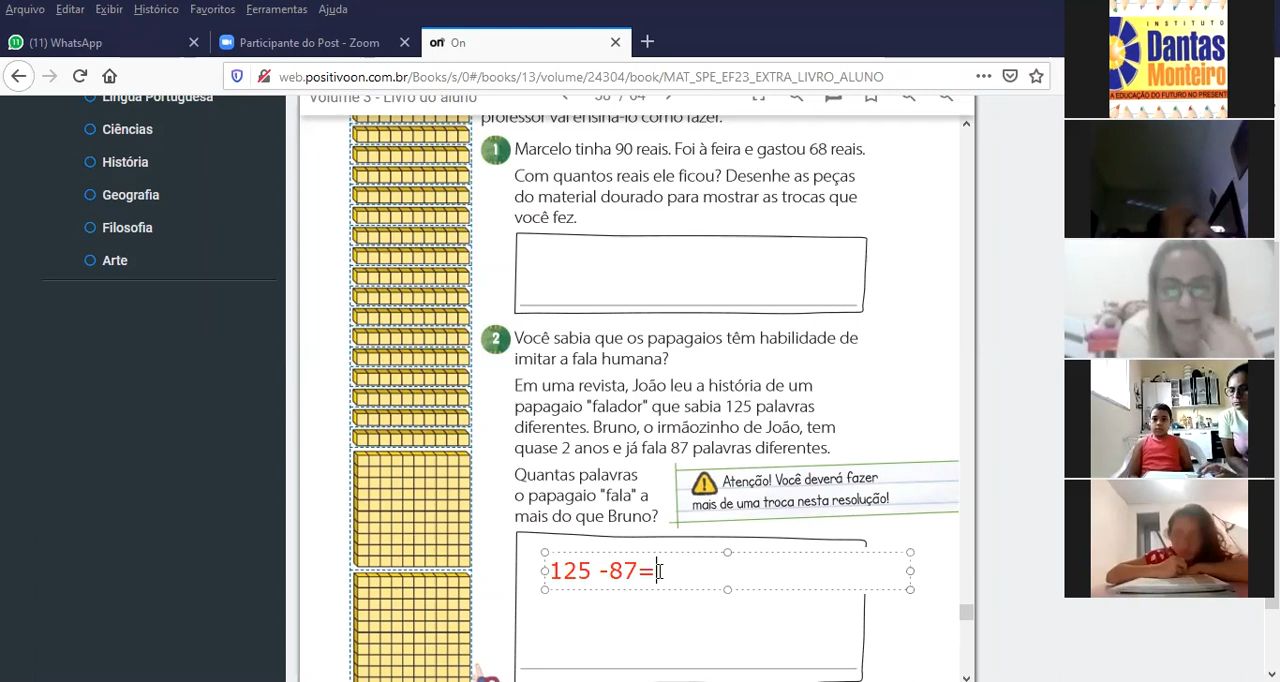 Arquivo Editar Exibir Histórico Favoritos Ferramentas Ajuda
(11) WhatsApp
Participante do Post - Zoom
on On
web.positivoon.com.br/Books/s/0#/books/13/volume/24304/book/MAT_SPE_EF23_EXTRA_LIVRO_ALUNO
Língua Portuguesa
Ciências
História
Geografia
Filosofia
Arte
Volume 3 - Livro do aluno
58 / 64
professor vai ensiná-lo como fazer.
1 Marcelo tinha 90 reais. Foi à feira e gastou 68 reais.
Com quantos reais ele ficou? Desenhe as peças
do material dourado para mostrar as trocas que
você fez.
2 Você sabia que os papagaios têm habilidade de
imitar a fala humana?
Em uma revista, João leu a história de um
papagaio "falador" que sabia 125 palavras
diferentes. Bruno, o irmãozinho de João, tem
quase 2 anos e já fala 87 palavras diferentes.
Quantas palavras
o papagaio "fala" a
mais do que Bruno?
Atenção! Você deverá fazer
mais de uma troca nesta resolução!
125 -87=
INSTITUTO
Dantas
Monteiro
A EDUCAÇÃO DO FUTURO NO PRESENTE